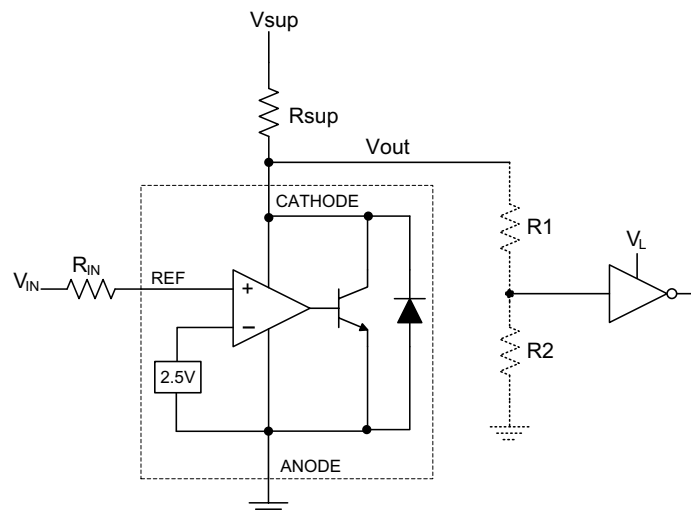 Vsup
Rsup
Vout
CATHODE
R1
RIN
VL
VIN
REF
+
−
R2
2.5V
ANODE